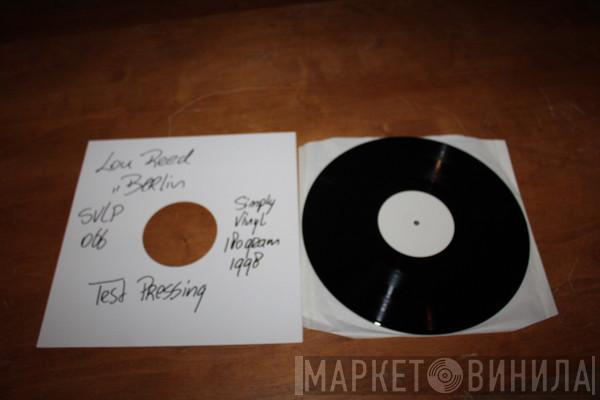 Lou Reed
„Berlin
SVLP
066
Simply
Vinyl
Program
1998
Test Pressing
МАРКЕТ ВИНИЛА